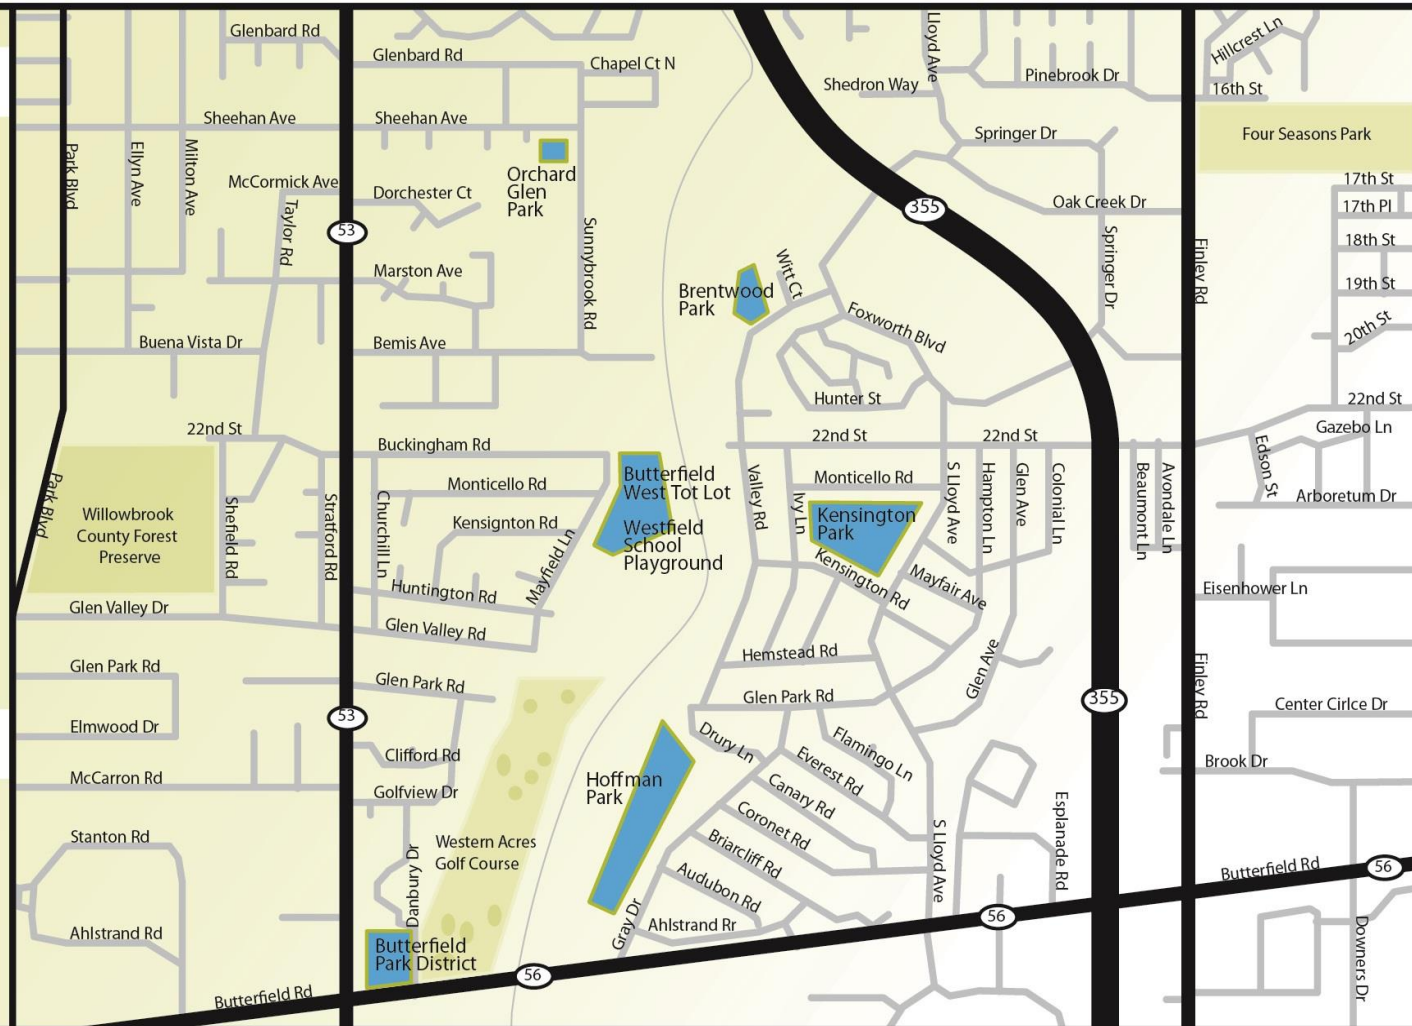 Glenbard Rd
Glenbard Rd
Chapel Ct N
Lloyd Ave
Hillcrest Ln
Shedron Way
Pinebrook Dr
16th St
Sheehan Ave
Sheehan Ave
Springer Dr
Four Seasons Park
Park Blvd
Ellyn Ave
Milton Ave
McCormick Ave
Dorchester Ct
Orchard
Glen
Park
17th St
17th Pl
Taylor Rd
53
355
Oak Creek Dr
Sunnybrook Rd
Springer Dr
Finley Rd
18th St
Marston Ave
Witt Ct
19th St
Brentwood
Park
Foxworth Blvd
20th St
Buena Vista Dr
Bemis Ave
Hunter St
22nd St
22nd St
Buckingham Rd
22nd St
22nd St
Gazebo Ln
Edson St
Park Blvd
Willowbrook
County Forest
Preserve
Shefield Rd
Stratford Rd
Churchill Ln
Monticello Rd
Kensignton Rd
Mayfield Ln
Butterfield
West Tot Lot
Westfield
School
Playground
Valley Rd
Ivy Ln
Monticello Rd
Kensington
Park
S Lloyd Ave
Hampton Ln
Glen Ave
Colonial Ln
Beaumont Ln
Avondale Ln
Arboretum Dr
Kensington Rd
Mayfair Ave
Eisenhower Ln
Glen Valley Dr
Huntington Rd
Glen Valley Rd
Hemstead Rd
Glen Ave
Finley Rd
Glen Park Rd
Glen Park Rd
Glen Park Rd
355
Center Cirlce Dr
Elmwood Dr
53
Clifford Rd
Drury Ln
Flamingo Ln
Everest Rd
Brook Dr
McCarron Rd
Golfview Dr
Hoffman
Park
Canary Rd
Coronet Rd
Esplanade Rd
Stanton Rd
Western Acres
Golf Course
Briarcliff Rd
S Lloyd Ave
Butterfield Rd
56
Danbury Dr
Audubon Rd
56
Ahlstrand Rd
Gray Dr
Ahlstrand Rr
Downers Dr
Butterfield
Park District
56
Butterfield Rd